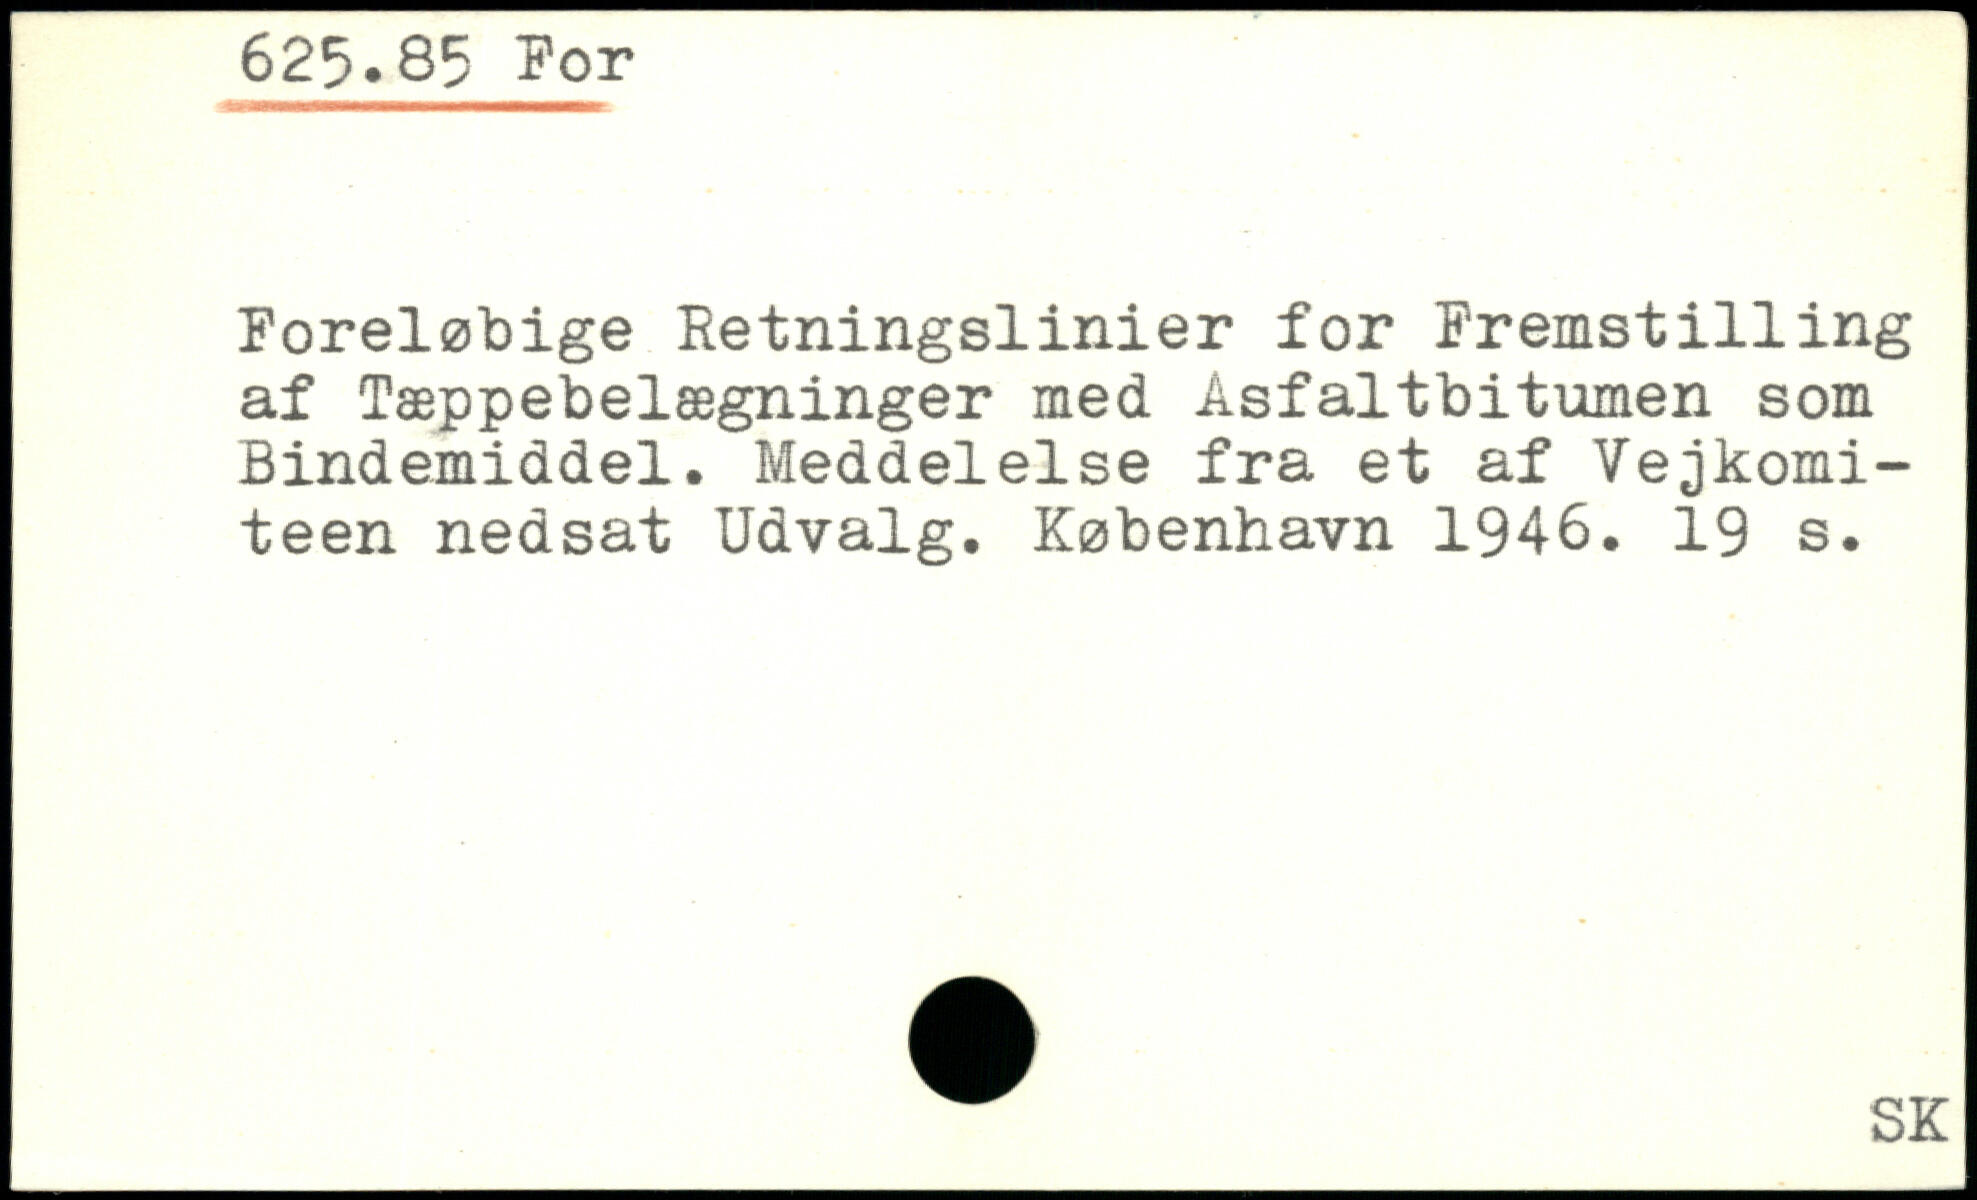 625.85 For
Foreløbige Retningslinier for Fremstilling
af Tæppebelægninger med Asfaltbitumen som
Bindemiddel. Meddelelse fra et af Vejkomi-
teen nedsat Udvalg. København 1946. 19 s.
SK